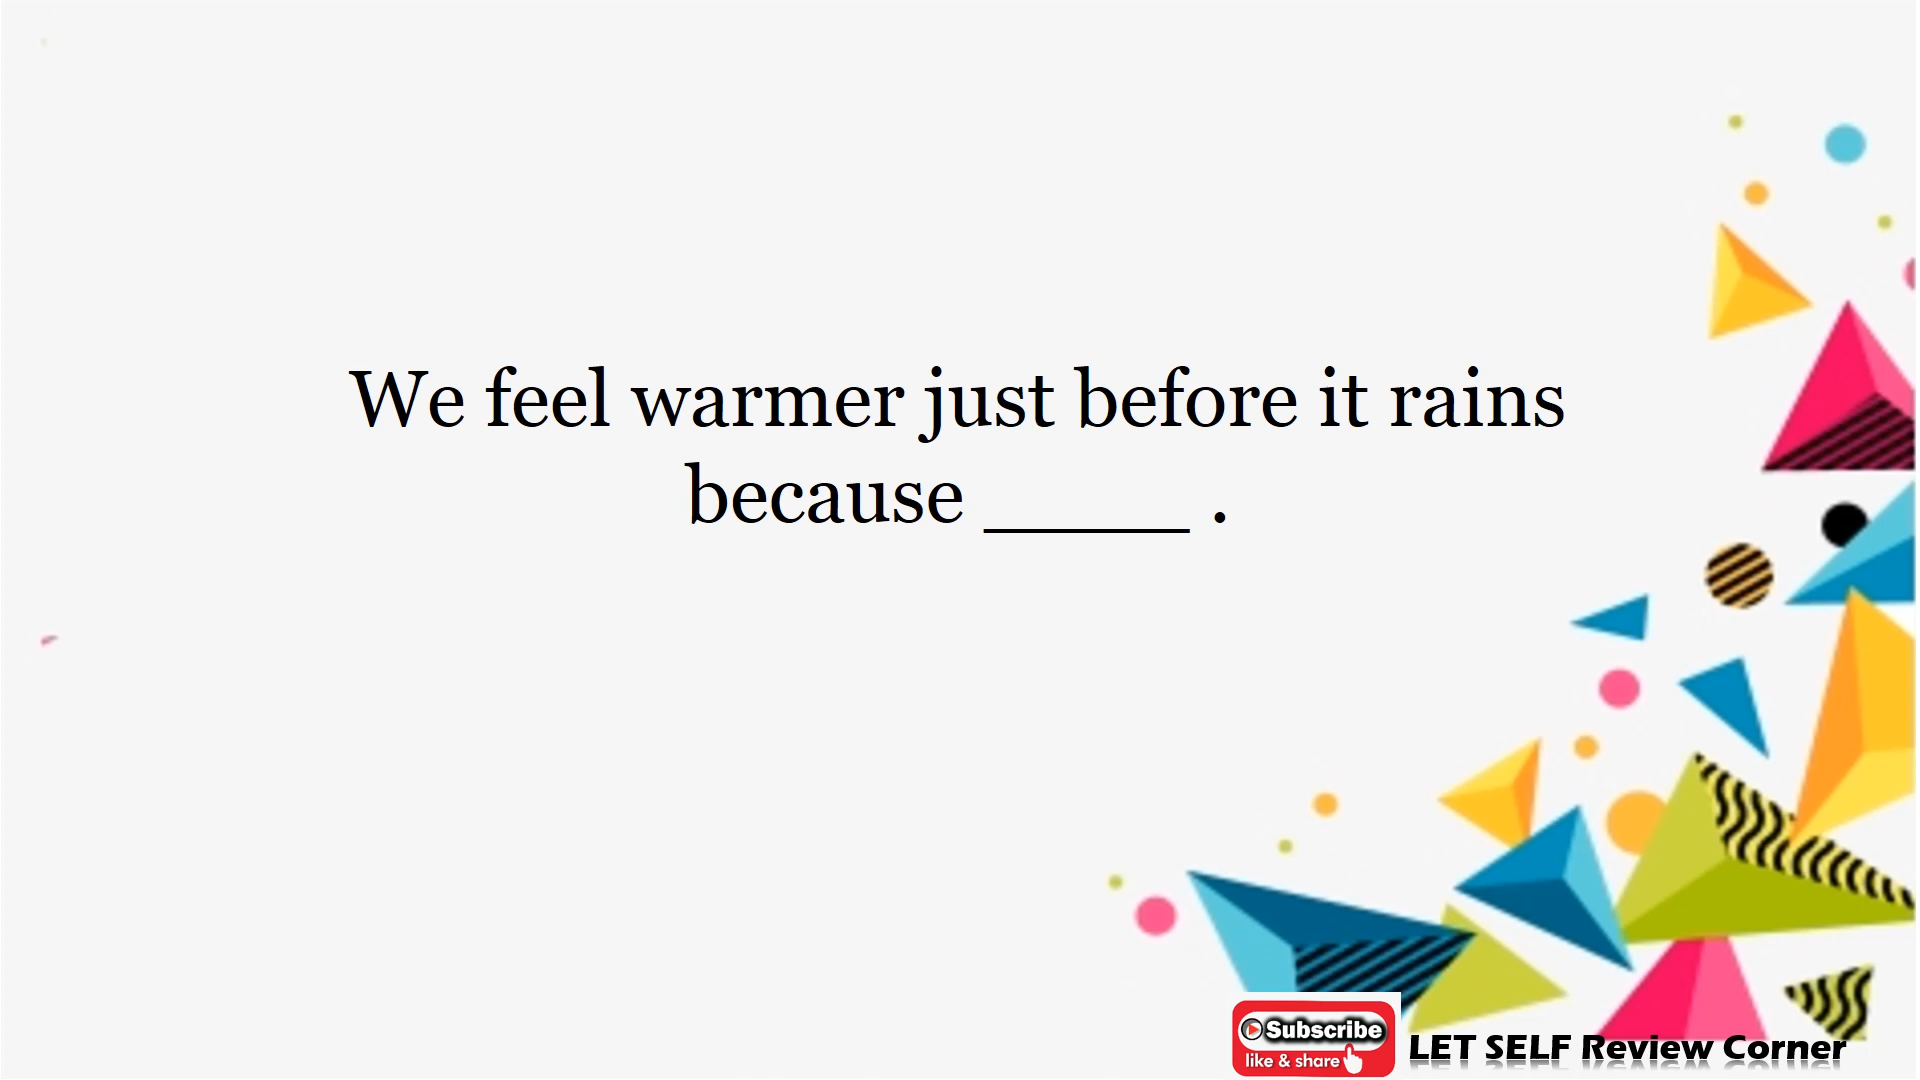 We feel warmer just before it rains
because _____ .
Subscribe
like & share
LET SELF Review Corner